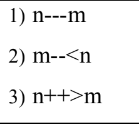 1) n---m
2) m--<n
3) n++>m